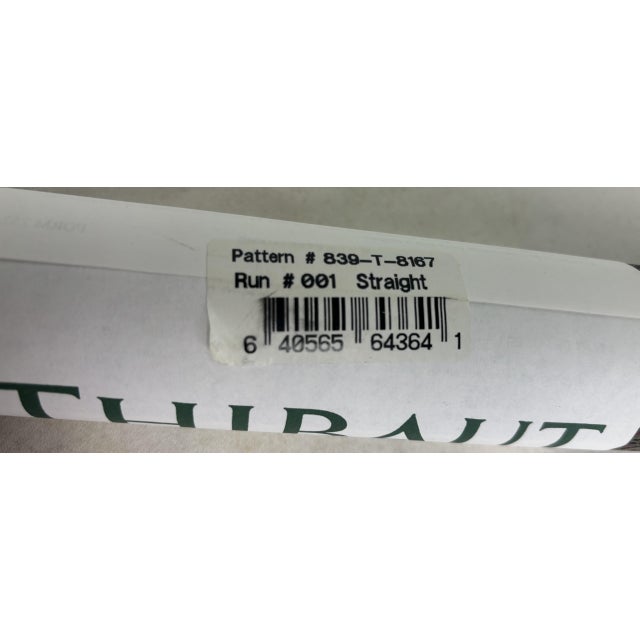 Pattern # 839-T-8167
Run # 001 Straight
6 40565 64364 1
THIBAUT